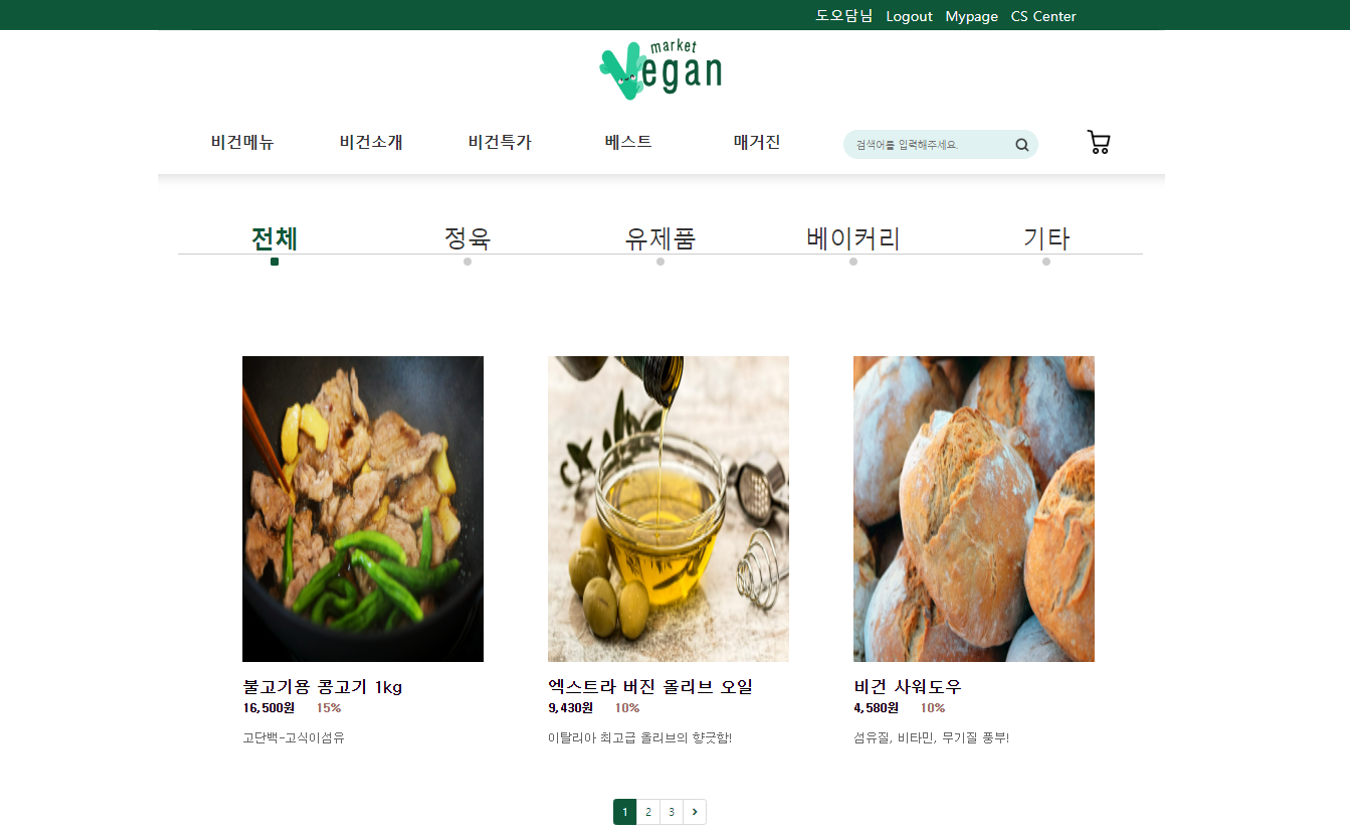 도오담님 Logout Mypage CS Center
market
Vegan
비건메뉴 비건소개 비건특가 베스트 매거진 검색어를 입력해주세요.
전체 정육 유제품 베이커리 기타
불고기용 콩고기 1kg
16,500원 15%
고단백-고식이섬유
엑스트라 버진 올리브 오일
9,430원 10%
이탈리아 최고급 올리브의 향긋함!
비건 사워도우
4,580원 10%
섬유질, 비타민, 무기질 풍부!
1 2 3 >